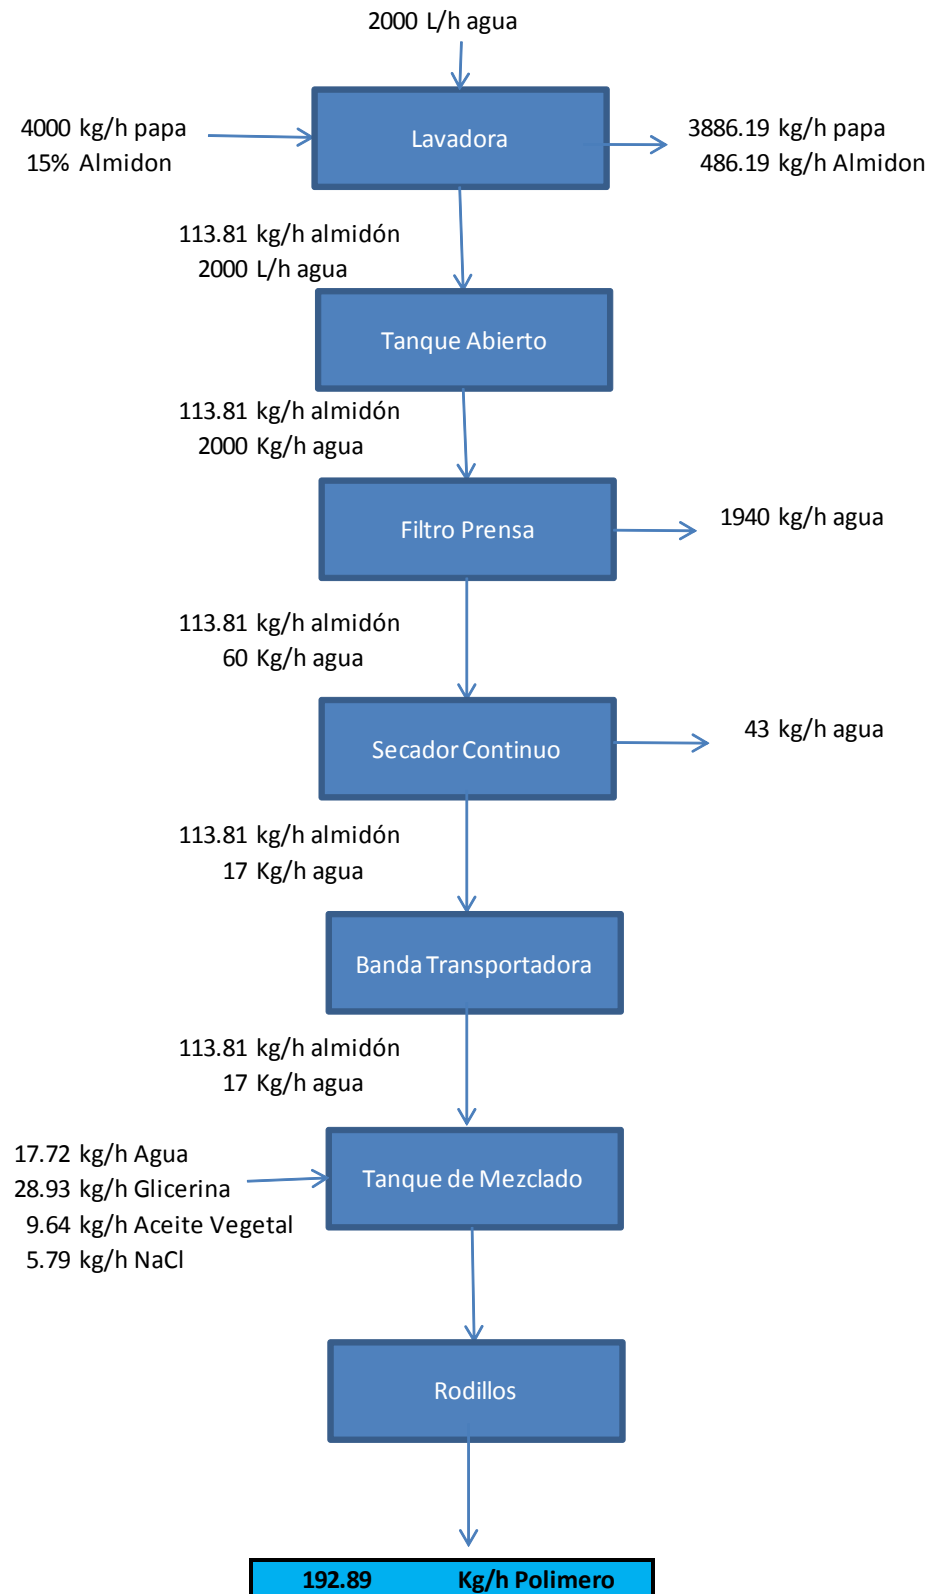 2000 L/h agua
4000 kg/h papa
15% Almidon
Lavadora
3886.19 kg/h papa
486.19 kg/h Almidon
113.81 kg/h almidón
2000 L/h agua
Tanque Abierto
113.81 kg/h almidón
2000 Kg/h agua
Filtro Prensa
1940 kg/h agua
113.81 kg/h almidón
60 Kg/h agua
Secador Continuo
43 kg/h agua
113.81 kg/h almidón
17 Kg/h agua
Banda Transportadora
113.81 kg/h almidón
17 Kg/h agua
17.72 kg/h Agua
28.93 kg/h Glicerina
9.64 kg/h Aceite Vegetal
5.79 kg/h NaCl
Tanque de Mezclado
Rodillos
192.89 Kg/h Polimero